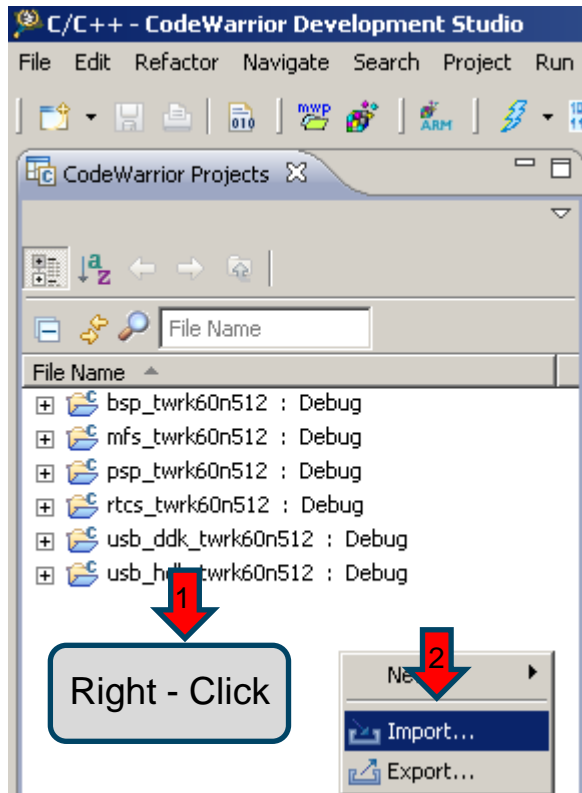 C/C++ - CodeWarrior Development Studio
File Edit Refactor Navigate Search Project Run
010 mwp ARM
CodeWarrior Projects
a z
File Name
File Name
bsp_twrk60n512 : Debug
mfs_twrk60n512 : Debug
psp_twrk60n512 : Debug
rtcs_twrk60n512 : Debug
usb_ddk_twrk60n512 : Debug
twrk60n512 : Debug
1
2
Right - Click
Import...
Export...